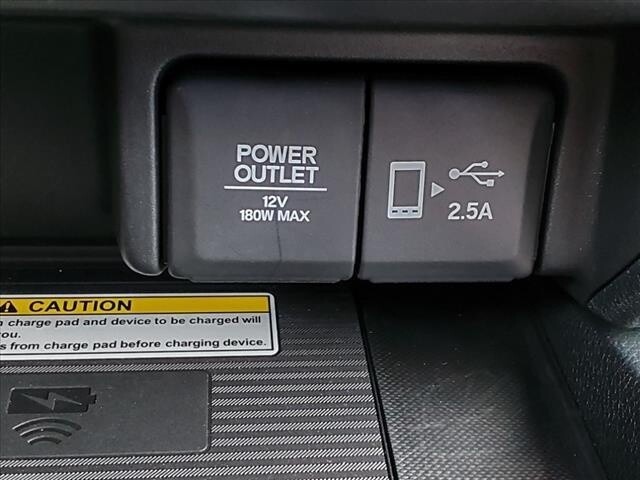 POWER
OUTLET
12V
180W MAX
2.5A
CAUTION
charge pad and device to be charged will
you.
from charge pad before charging device.